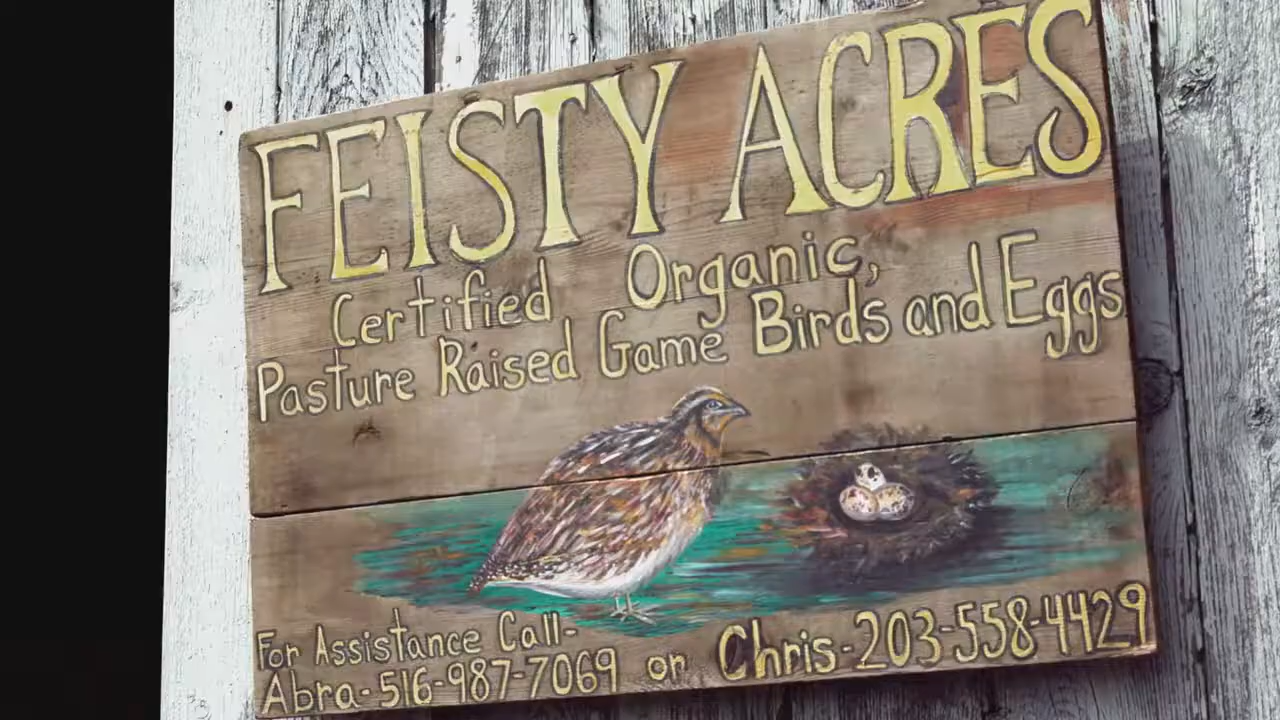 FEISTY ACRES
Certified Organic,
Pasture Raised Game Birds and Eggs
For Assistance Call-
Abra-516-987-7069 or Chris-203-558-4429